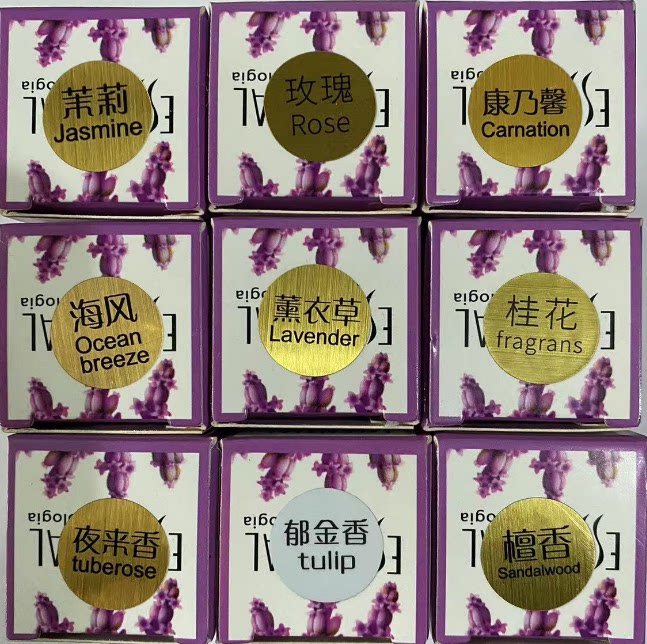 茉莉
Jasmine
玫瑰
Rose
康乃馨
Carnation
海风
Ocean
breeze
薰衣草
Lavender
桂花
fragrans
夜来香
tuberose
郁金香
tulip
檀香
Sandalwood